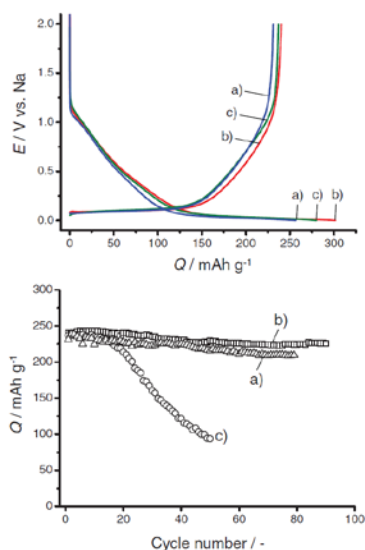 2.0
1.5
1.0
0.5
0.0
E / V vs. Na
a)
c)
b)
a) c) b)
0 50 100 150 200 250 300
Q / mAh g⁻¹
300
250
200
150
100
50
0
Q / mAh g⁻¹
b)
a)
c)
0 20 40 60 80 100
Cycle number / -